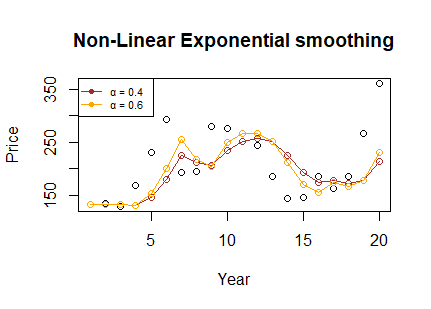 Non-Linear Exponential smoothing
α = 0.4
α = 0.6
Price
350
250
150
5
10
15
20
Year